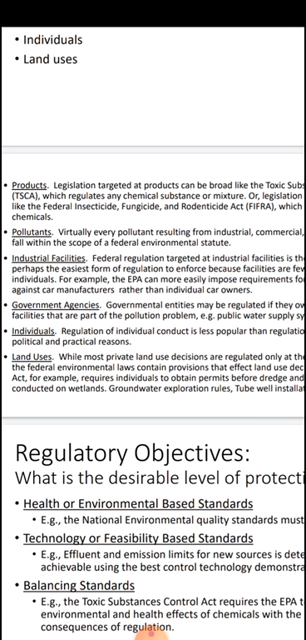 • Individuals
• Land uses
• Products. Legislation targeted at products can be broad like the Toxic Subs
(TSCA), which regulates any chemical substance or mixture. Or, legislation
like the Federal Insecticide, Fungicide, and Rodenticide Act (FIFRA), which
chemicals.
• Pollutants. Virtually every pollutant resulting from industrial, commercial,
fall within the scope of a federal environmental statute.
• Industrial Facilities. Federal regulation targeted at industrial facilities is th
perhaps the easiest form of regulation to enforce because facilities are few
individuals. For example, the EPA can more easily impose requirements fo
against car manufacturers rather than individual car owners.
• Government Agencies. Governmental entities may be regulated if they ow
facilities that are part of the pollution problem, e.g. public water supply sy
• Individuals. Regulation of individual conduct is less popular than regulatio
political and practical reasons.
• Land Uses. While most private land use decisions are regulated only at the
the federal environmental laws contain provisions that effect land use dec
Act, for example, requires individuals to obtain permits before dredge and
conducted on wetlands. Groundwater exploration rules, Tube well installat
Regulatory Objectives:
What is the desirable level of protecti
• Health or Environmental Based Standards
• E.g., the National Environmental quality standards must
• Technology or Feasibility Based Standards
• E.g., Effluent and emission limits for new sources is dete
achievable using the best control technology demonstra
• Balancing Standards
• E.g., the Toxic Substances Control Act requires the EPA t
environmental and health effects of chemicals with the
consequences of regulation.